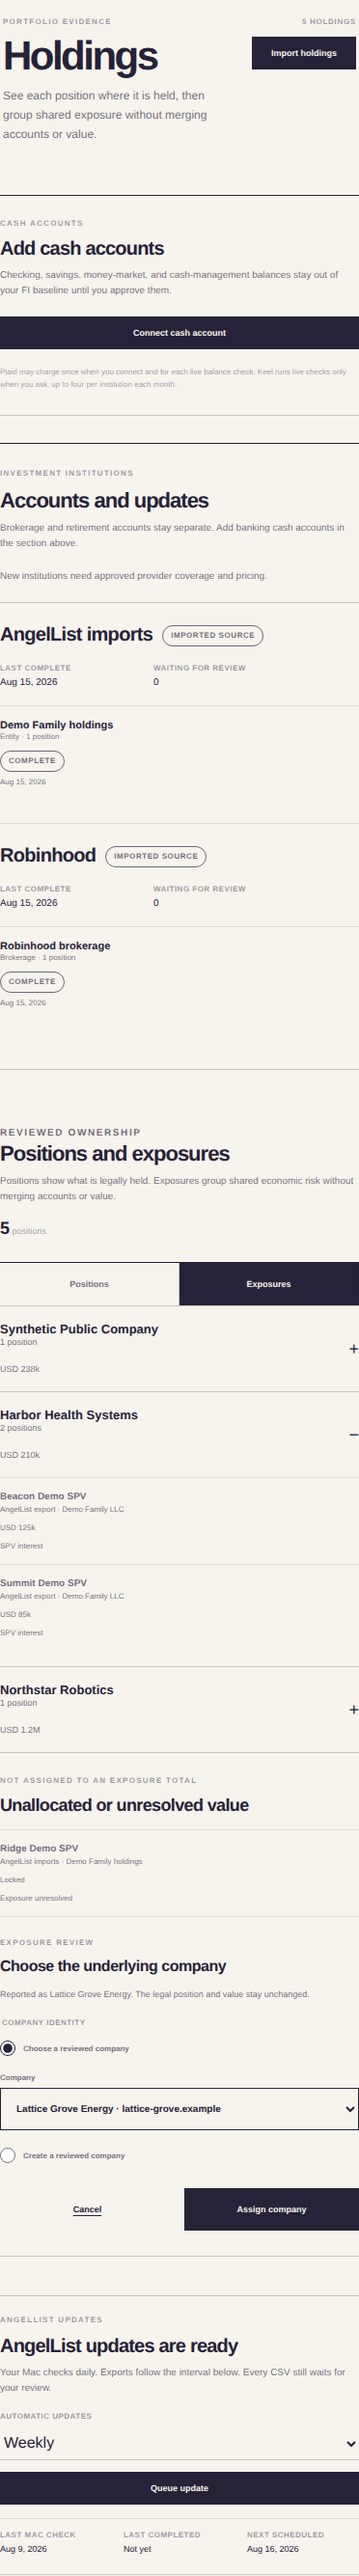 PORTFOLIO EVIDENCE
5 HOLDINGS
Holdings
Import holdings
See each position where it is held, then
group shared exposure without merging
accounts or value.
CASH ACCOUNTS
Add cash accounts
Checking, savings, money-market, and cash-management balances stay out of
your FI baseline until you approve them.
Connect cash account
Plaid may charge once when you connect and for each live balance check. Keel runs live checks only
when you ask, up to four per institution each month.
INVESTMENT INSTITUTIONS
Accounts and updates
Brokerage and retirement accounts stay separate. Add banking cash accounts in
the section above.
New institutions need approved provider coverage and pricing.
AngelList imports
IMPORTED SOURCE
LAST COMPLETE
WAITING FOR REVIEW
Aug 15, 2026
0
Demo Family holdings
Entity · 1 position
COMPLETE
Aug 15, 2026
Robinhood
IMPORTED SOURCE
LAST COMPLETE
WAITING FOR REVIEW
Aug 15, 2026
0
Robinhood brokerage
Brokerage · 1 position
COMPLETE
Aug 15, 2026
REVIEWED OWNERSHIP
Positions and exposures
Positions show what is legally held. Exposures group shared economic risk without
merging accounts or value.
5 positions
Positions
Exposures
Synthetic Public Company
1 position
+
USD 238k
Harbor Health Systems
2 positions
−
USD 210k
Beacon Demo SPV
AngelList export · Demo Family LLC
USD 125k
SPV interest
Summit Demo SPV
AngelList export · Demo Family LLC
USD 85k
SPV interest
Northstar Robotics
1 position
+
USD 1.2M
NOT ASSIGNED TO AN EXPOSURE TOTAL
Unallocated or unresolved value
Ridge Demo SPV
AngelList imports · Demo Family holdings
Locked
Exposure unresolved
EXPOSURE REVIEW
Choose the underlying company
Reported as Lattice Grove Energy. The legal position and value stay unchanged.
COMPANY IDENTITY
Choose a reviewed company
Company
Lattice Grove Energy · lattice-grove.example
Create a reviewed company
Cancel
Assign company
ANGELLIST UPDATES
AngelList updates are ready
Your Mac checks daily. Exports follow the interval below. Every CSV still waits for
your review.
AUTOMATIC UPDATES
Weekly
Queue update
LAST MAC CHECK
LAST COMPLETED
NEXT SCHEDULED
Aug 9, 2026
Not yet
Aug 16, 2026